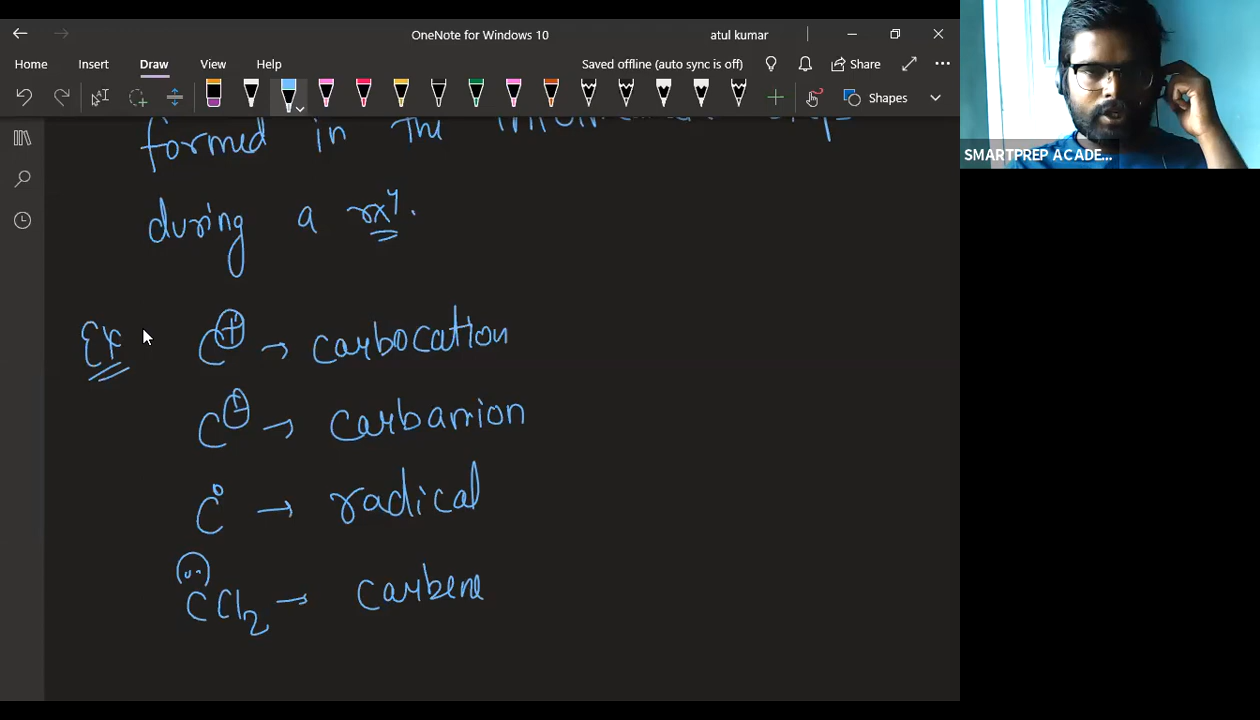 OneNote for Windows 10
atul kumar
Home Insert Draw View Help
Saved offline (auto sync is off)
Share
Shapes
SMARTPREP ACADE...
formed in the
during a rxⁿ.
Ex C⊕ → carbocation
C⊖ → carbanion
C° → radical
C̈Cl₂ → carbene